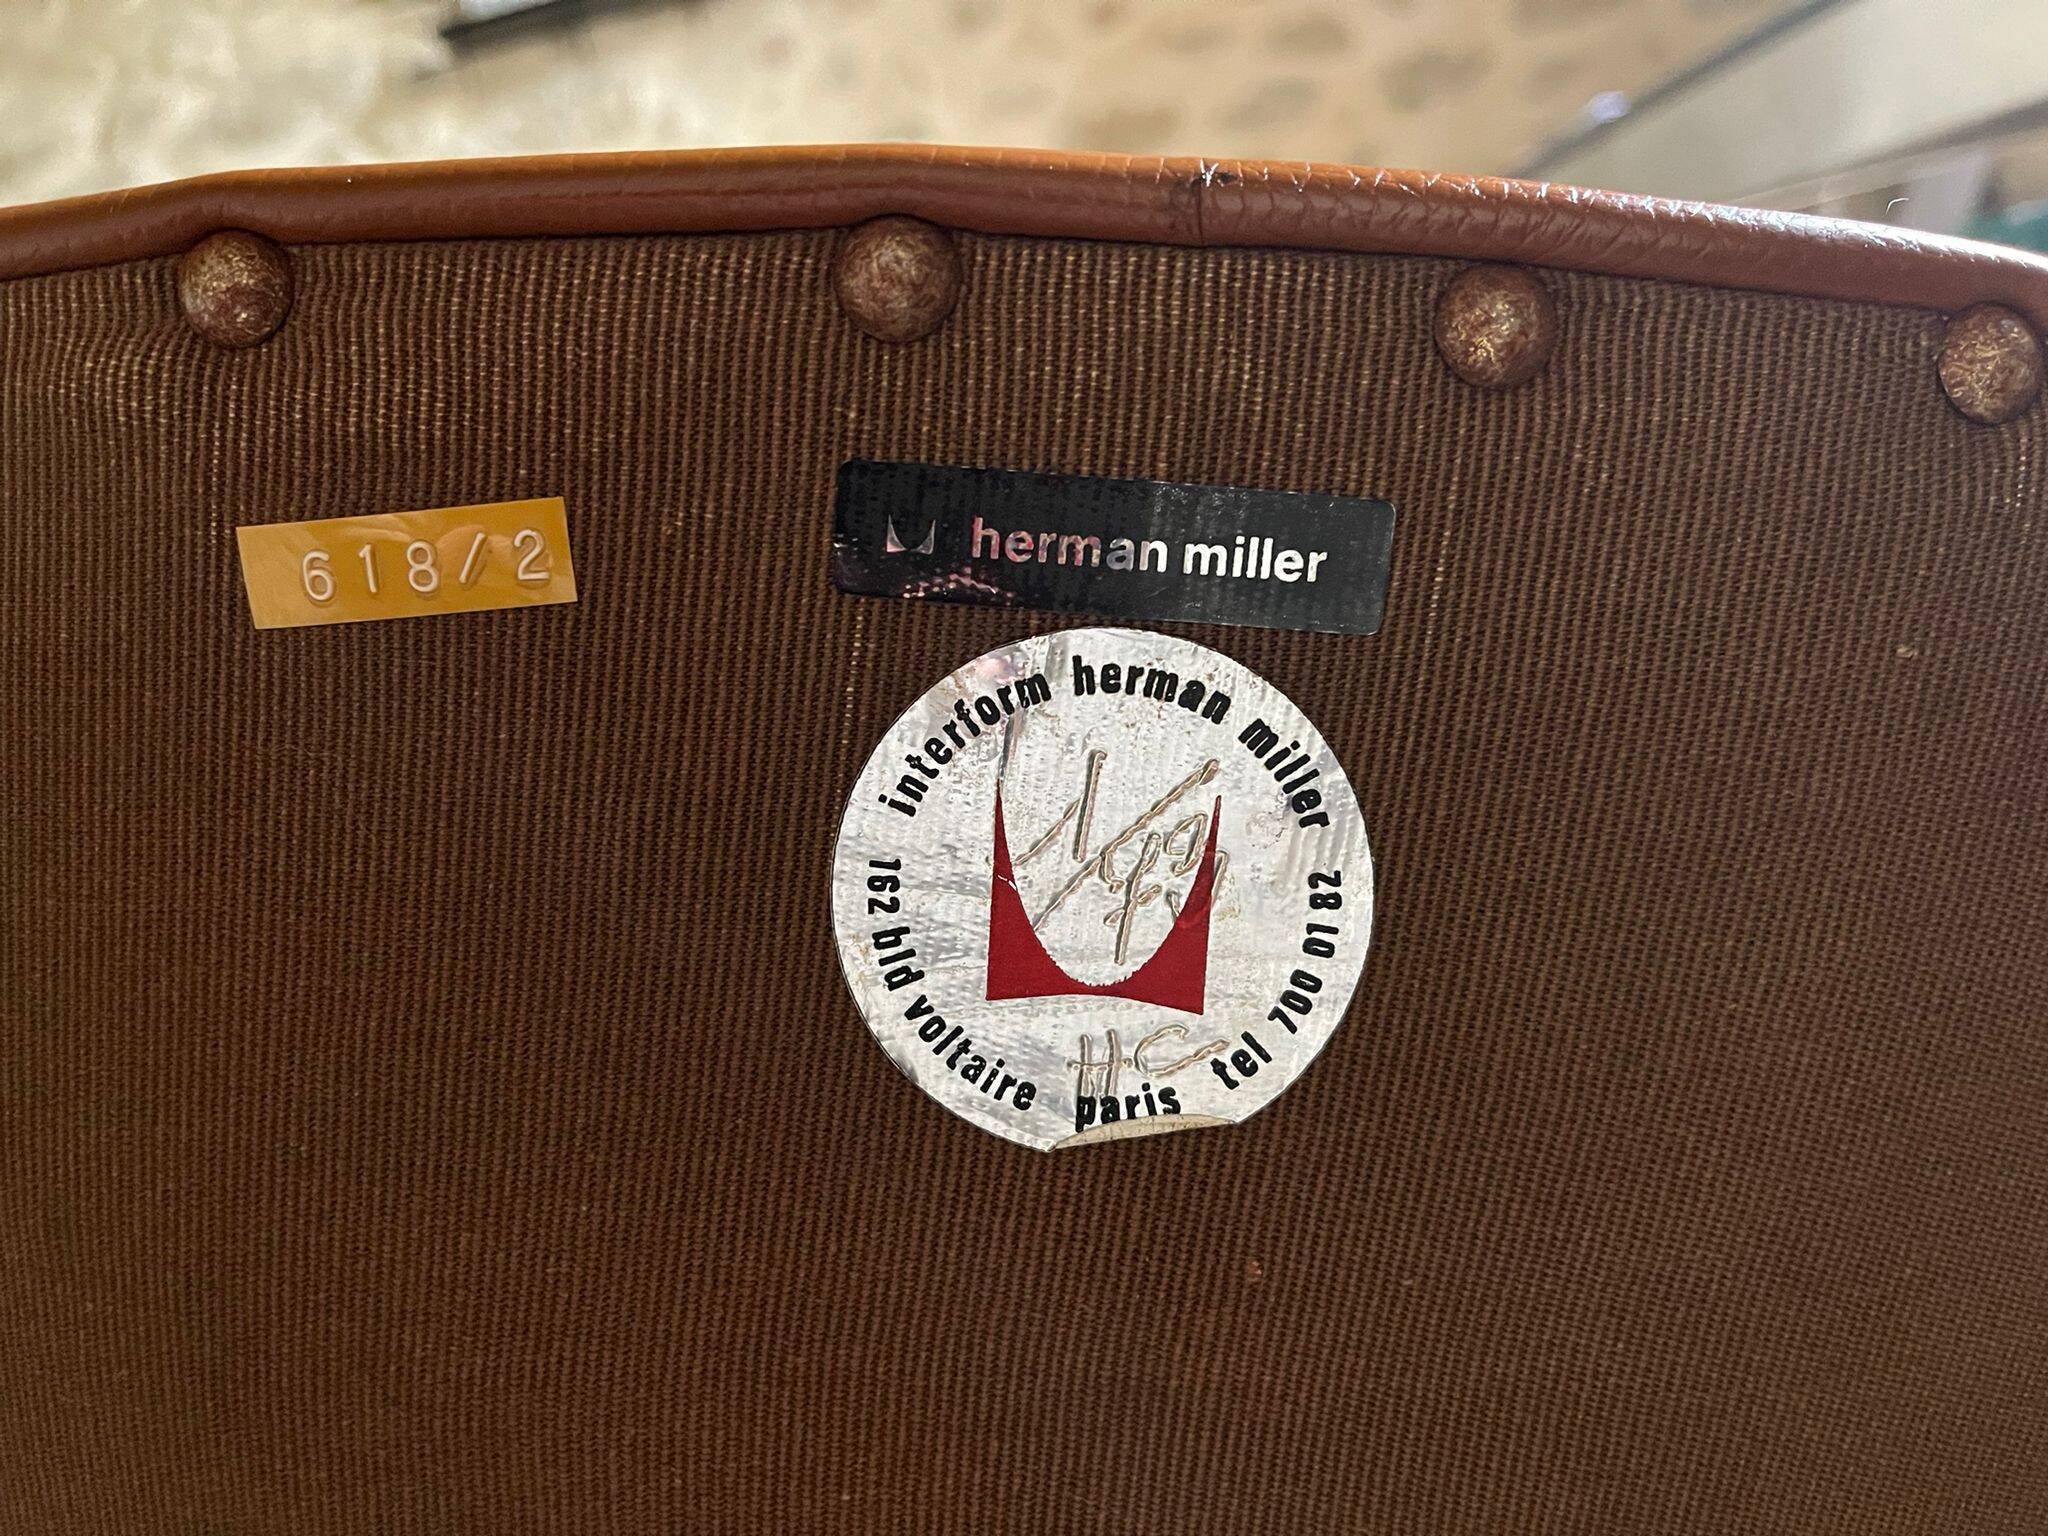 618/2
herman miller
interform herman miller
162 bld voltaire paris tel 700 01 82
H.C